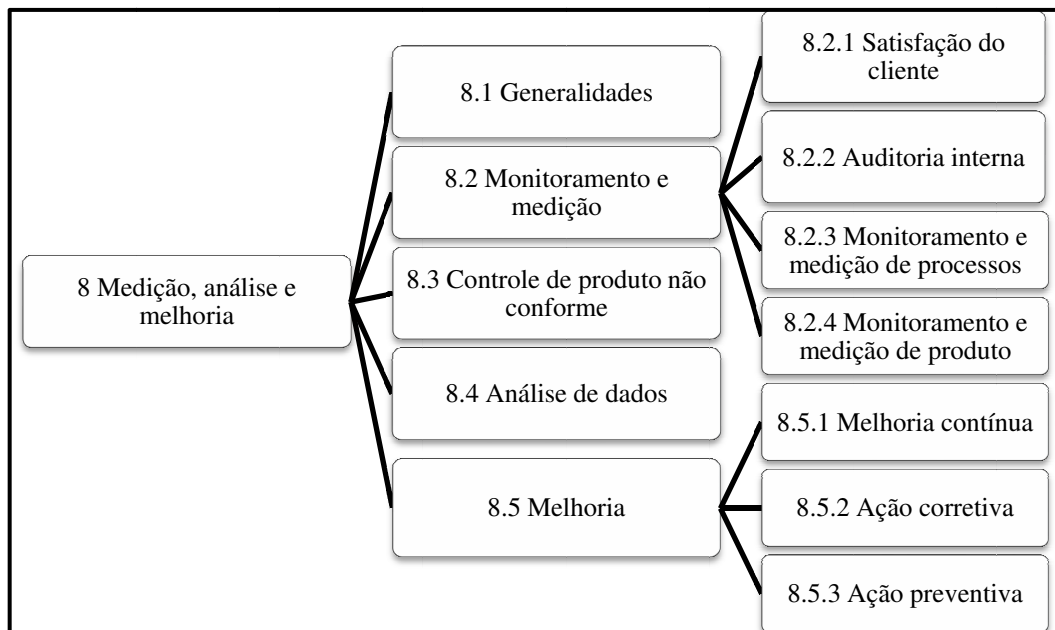 8 Medição, análise e
melhoria
8.1 Generalidades
8.2 Monitoramento e
medição
8.3 Controle de produto não
conforme
8.4 Análise de dados
8.5 Melhoria
8.2.1 Satisfação do
cliente
8.2.2 Auditoria interna
8.2.3 Monitoramento e
medição de processos
8.2.4 Monitoramento e
medição de produto
8.5.1 Melhoria contínua
8.5.2 Ação corretiva
8.5.3 Ação preventiva